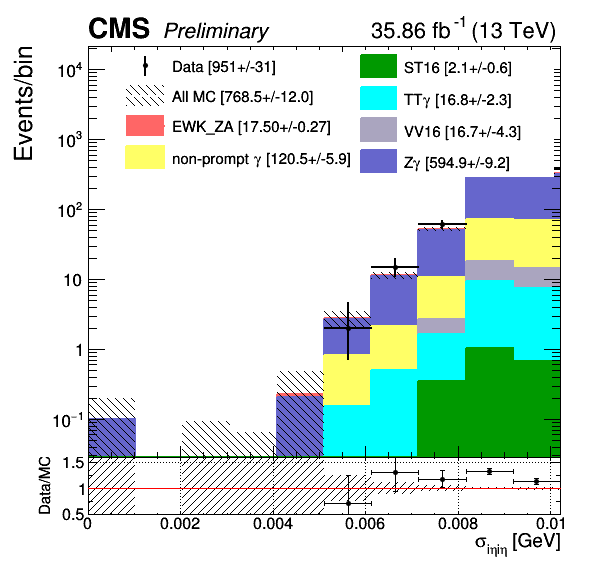 CMS Preliminary 35.86 fb⁻¹ (13 TeV)
Events/bin
Data [951+/-31]
All MC [768.5+/-12.0]
EWK_ZA [17.50+/-0.27]
non-prompt γ [120.5+/-5.9]
ST16 [2.1+/-0.6]
TTγ [16.8+/-2.3]
VV16 [16.7+/-4.3]
Zγ [594.9+/-9.2]
10⁴
10³
10²
10
1
10⁻¹
Data/MC
1.5
1
0.5
0 0.002 0.004 0.006 0.008 0.01
σiηiη [GeV]